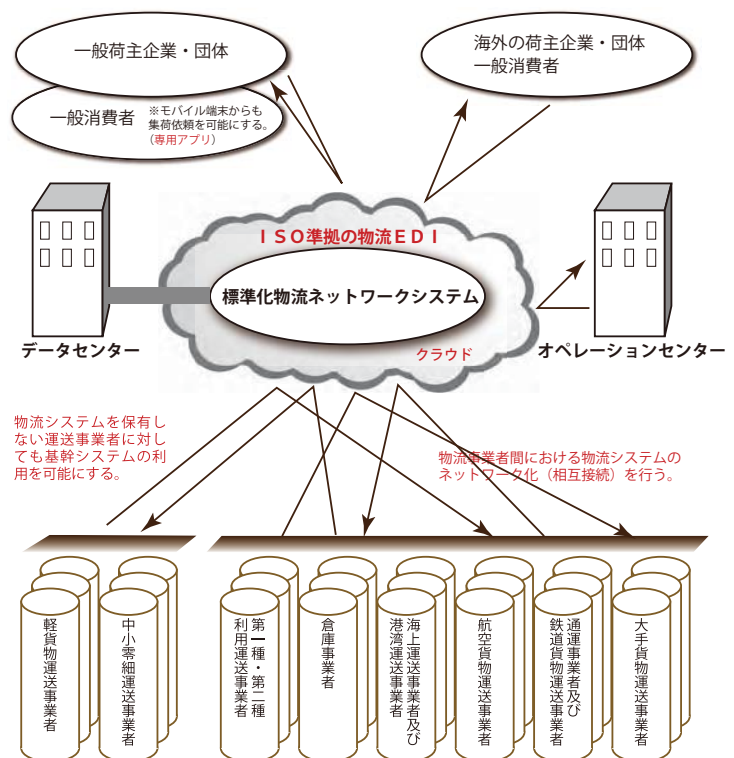 一般荷主企業・団体
海外の荷主企業・団体
一般消費者
一般消費者
※モバイル端末からも
集荷依頼を可能にする。
（専用アプリ）
ＩＳＯ準拠の物流ＥＤＩ
標準化物流ネットワークシステム
クラウド
データセンター
オペレーションセンター
物流システムを保有し
ない運送事業者に対し
ても基幹システムの利
用を可能にする。
物流事業者間における物流システムの
ネットワーク化（相互接続）を行う。
軽貨物運送事業者
中小零細運送事業者
第一種・第二種
利用運送事業者
倉庫事業者
海上運送事業者及び
港湾運送事業者
航空貨物運送事業者
通運事業者及び
鉄道貨物運送事業者
大手貨物運送事業者